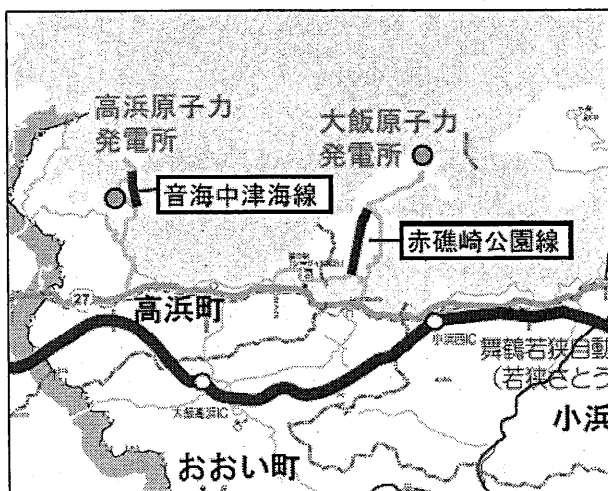 高浜原子力
発電所
大飯原子力
発電所
音海中津海線
赤礁崎公園線
27
高浜町
小浜西IC
舞鶴若狭自動
(若狭さとう
大飯高浜IC
小浜
おおい町